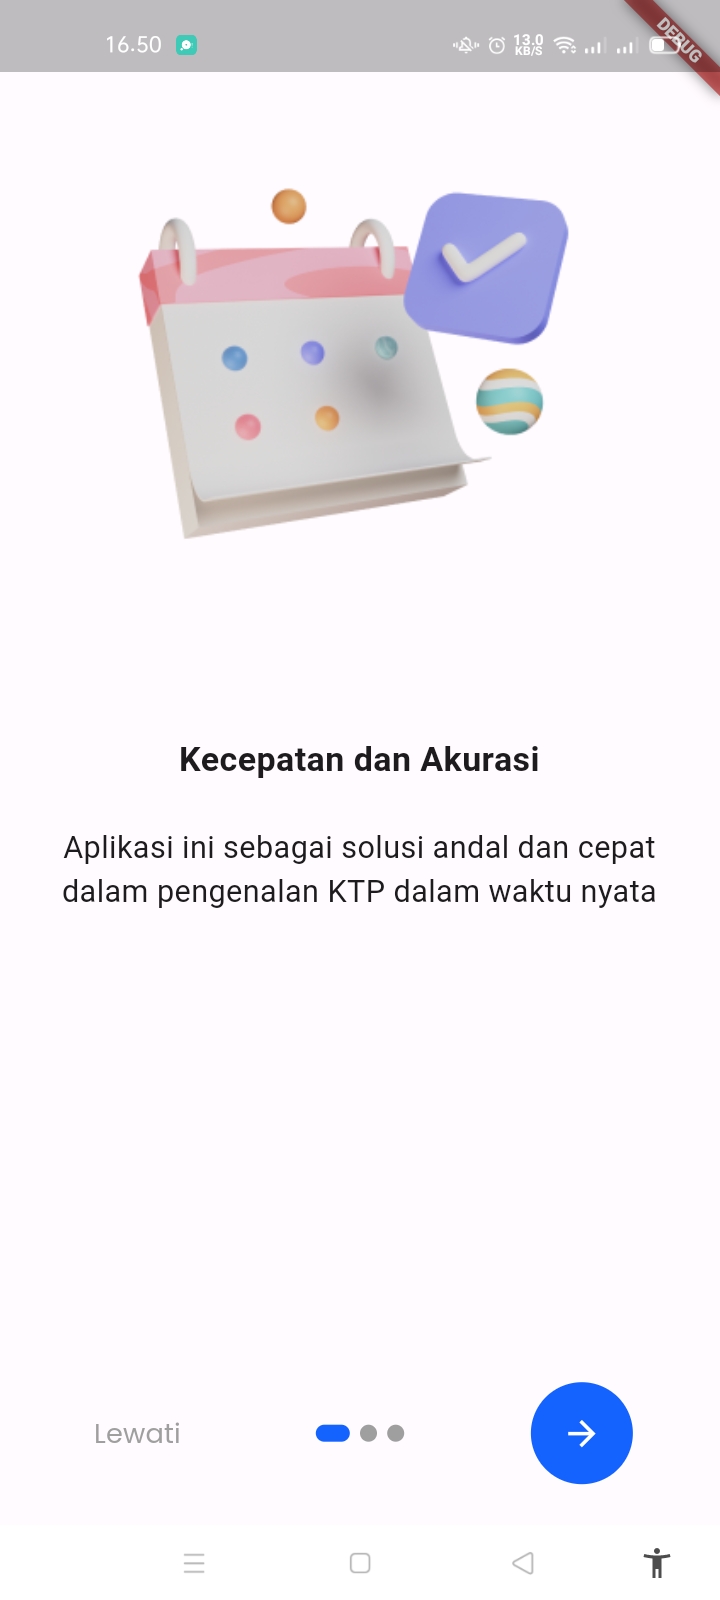 16.50
13.0
KB/S
DEBUG
Kecepatan dan Akurasi
Aplikasi ini sebagai solusi andal dan cepat
dalam pengenalan KTP dalam waktu nyata
Lewati